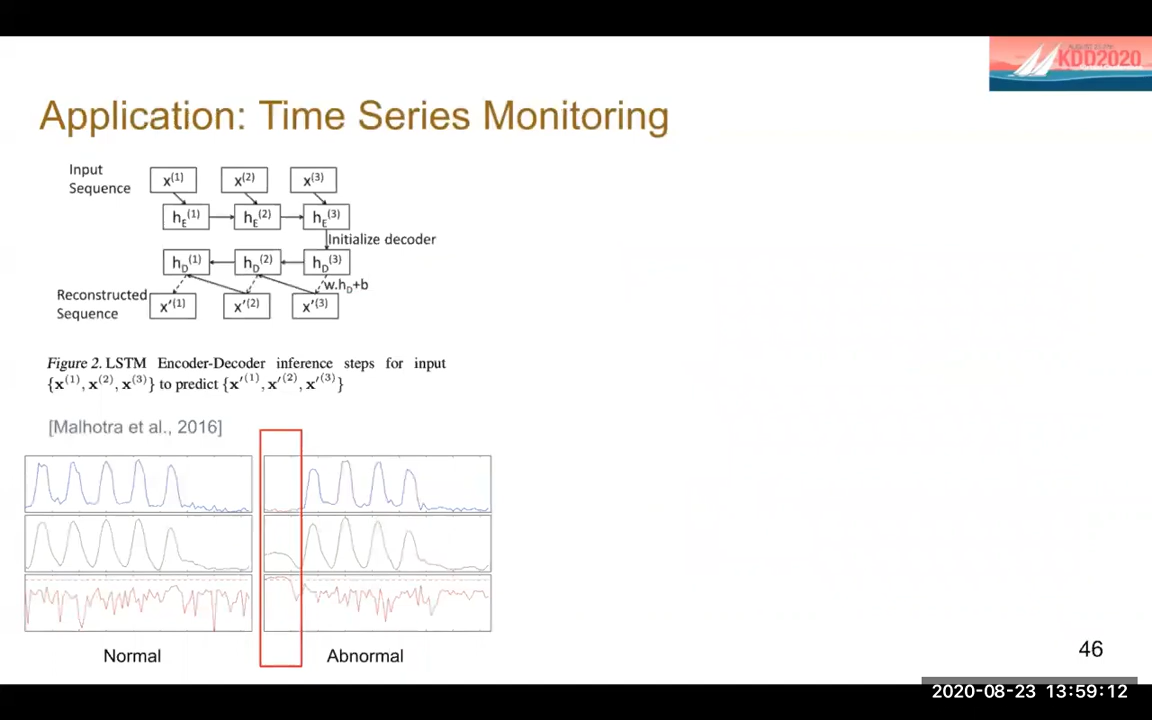 KDD2020
Application: Time Series Monitoring
Input
Sequence
x(1) x(2) x(3)
hE(1) hE(2) hE(3)
Initialize decoder
hD(1) hD(2) hD(3)
w.hD+b
Reconstructed
Sequence
x'(1) x'(2) x'(3)
Figure 2. LSTM Encoder-Decoder inference steps for input
{x(1), x(2), x(3)} to predict {x'(1), x'(2), x'(3)}
[Malhotra et al., 2016]
Normal
Abnormal
46
2020-08-23 13:59:12